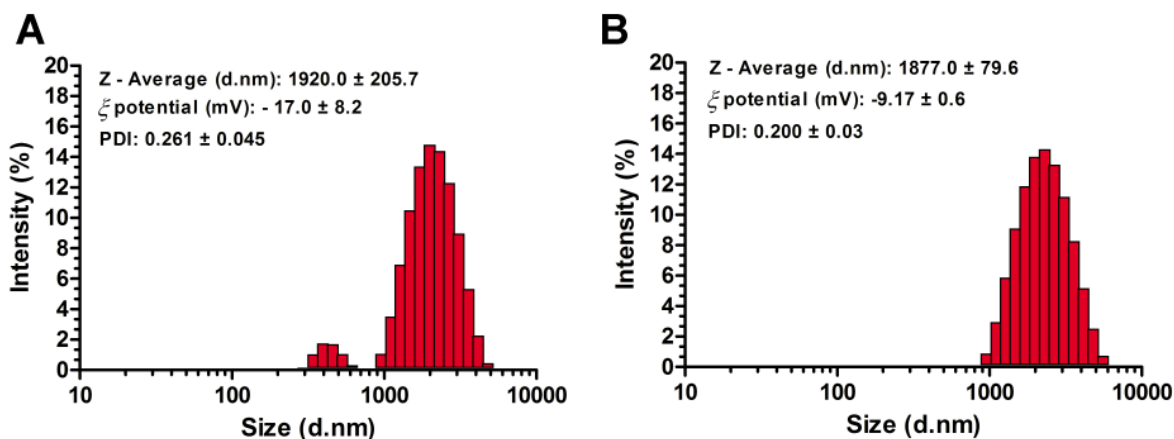 A
Z - Average (d.nm): 1920.0 ± 205.7
ξ potential (mV): - 17.0 ± 8.2
PDI: 0.261 ± 0.045
Intensity (%)
20
18
16
14
12
10
8
6
4
2
0
10
100
1000
10000
Size (d.nm)
B
Z - Average (d.nm): 1877.0 ± 79.6
ξ potential (mV): -9.17 ± 0.6
PDI: 0.200 ± 0.03
Intensity (%)
20
18
16
14
12
10
8
6
4
2
0
10
100
1000
10000
Size (d.nm)